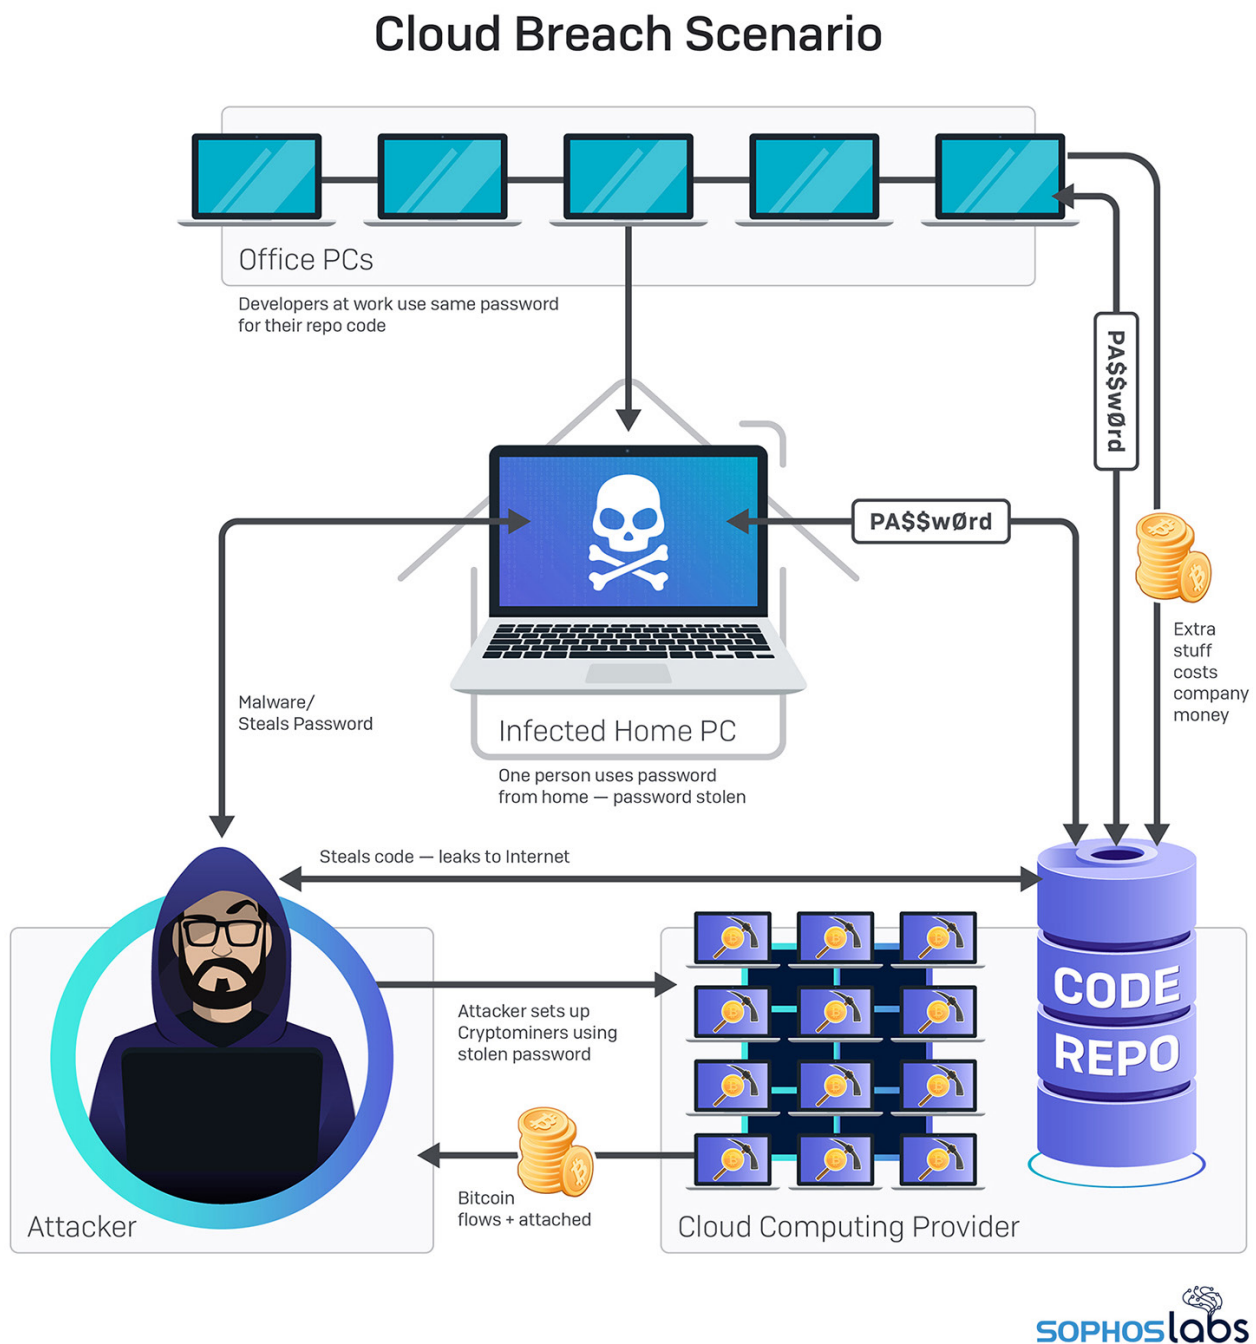 Cloud Breach Scenario
Office PCs
Developers at work use same password
for their repo code
PA$$wØrd
PA$$wØrd
Extra
stuff
costs
company
money
Malware/
Steals Password
Infected Home PC
One person uses password
from home — password stolen
Steals code — leaks to Internet
Attacker sets up
Cryptominers using
stolen password
CODE
REPO
Bitcoin
flows + attached
Attacker
Cloud Computing Provider
SOPHOSlabs